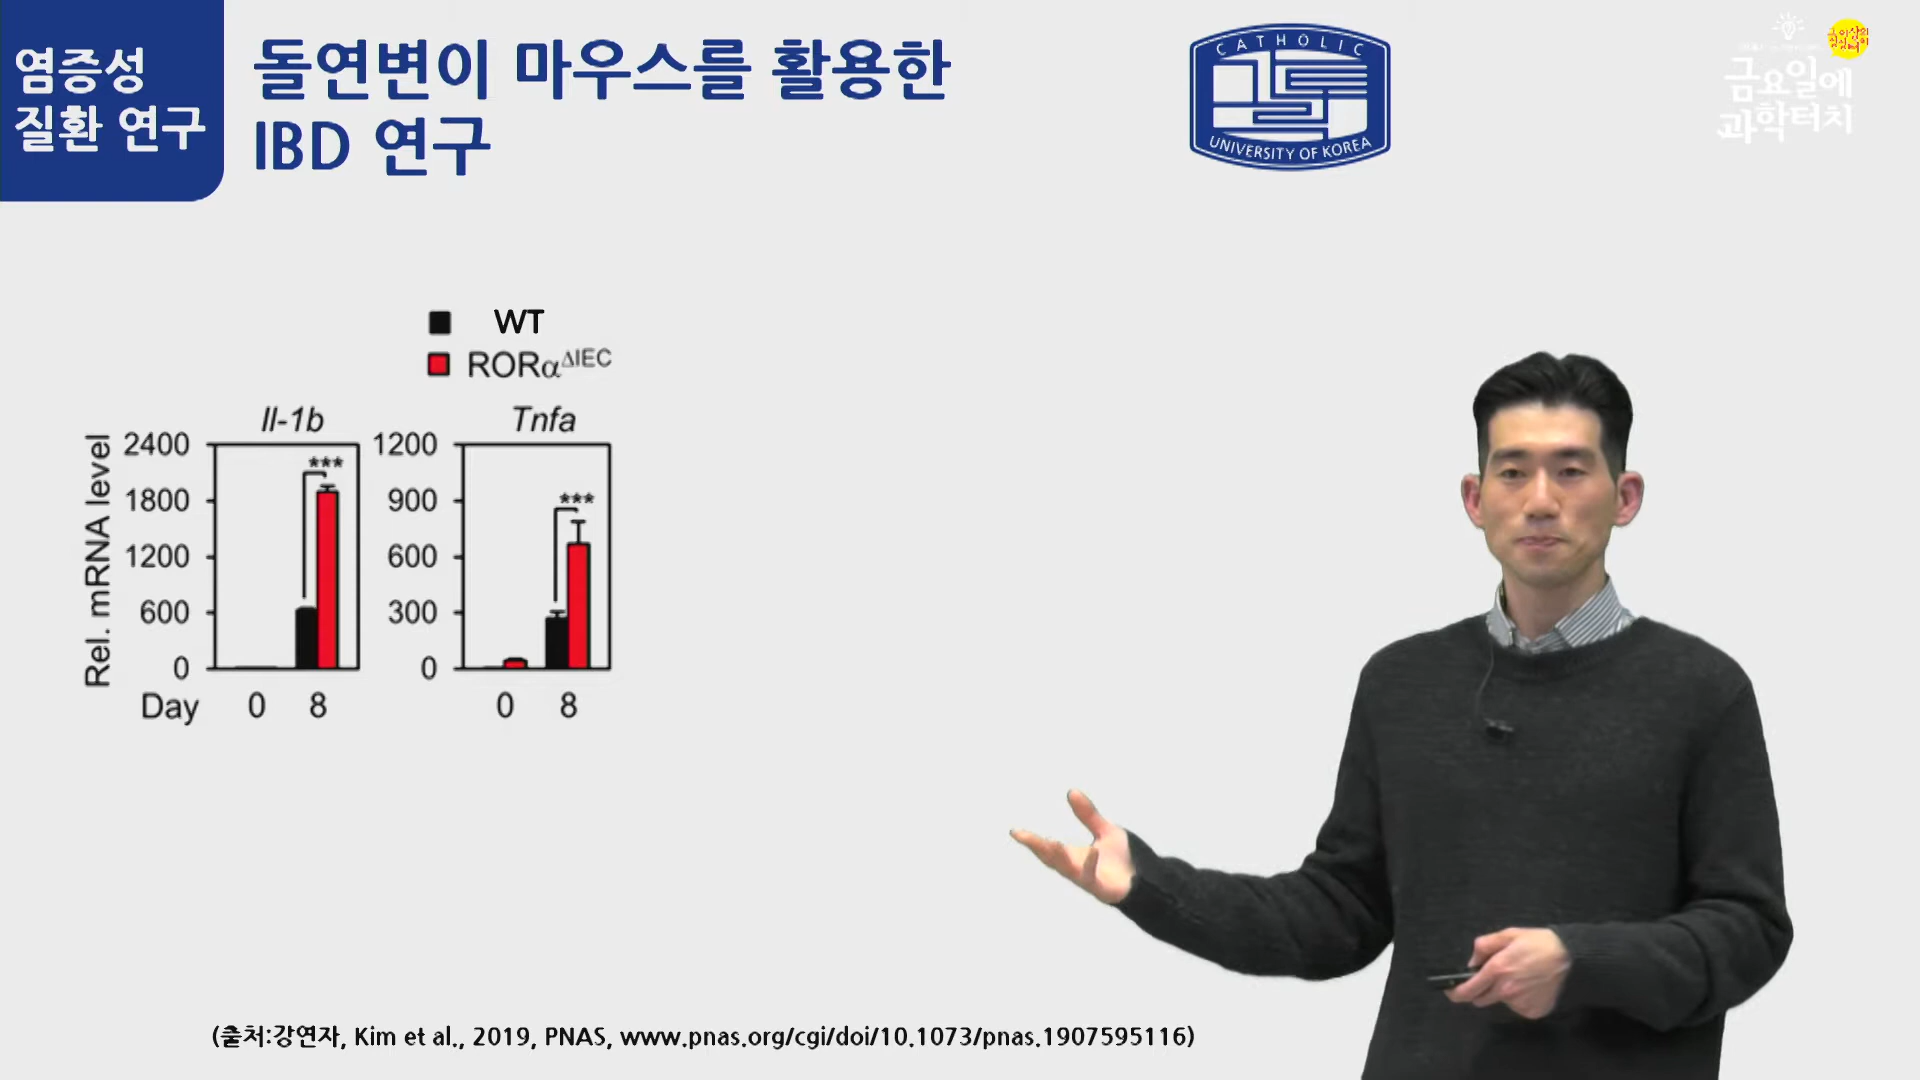 염증성
질환 연구
돌연변이 마우스를 활용한
IBD 연구
CATHOLIC
UNIVERSITY OF KOREA
금요일에
과학터치
WT
RORα^ΔIEC
Il-1b
Tnfa
Rel. mRNA level
2400
1800
1200
600
0
***
1200
900
600
300
0
***
Day 0 8
0 8
(출처:강연자, Kim et al., 2019, PNAS, www.pnas.org/cgi/doi/10.1073/pnas.1907595116)